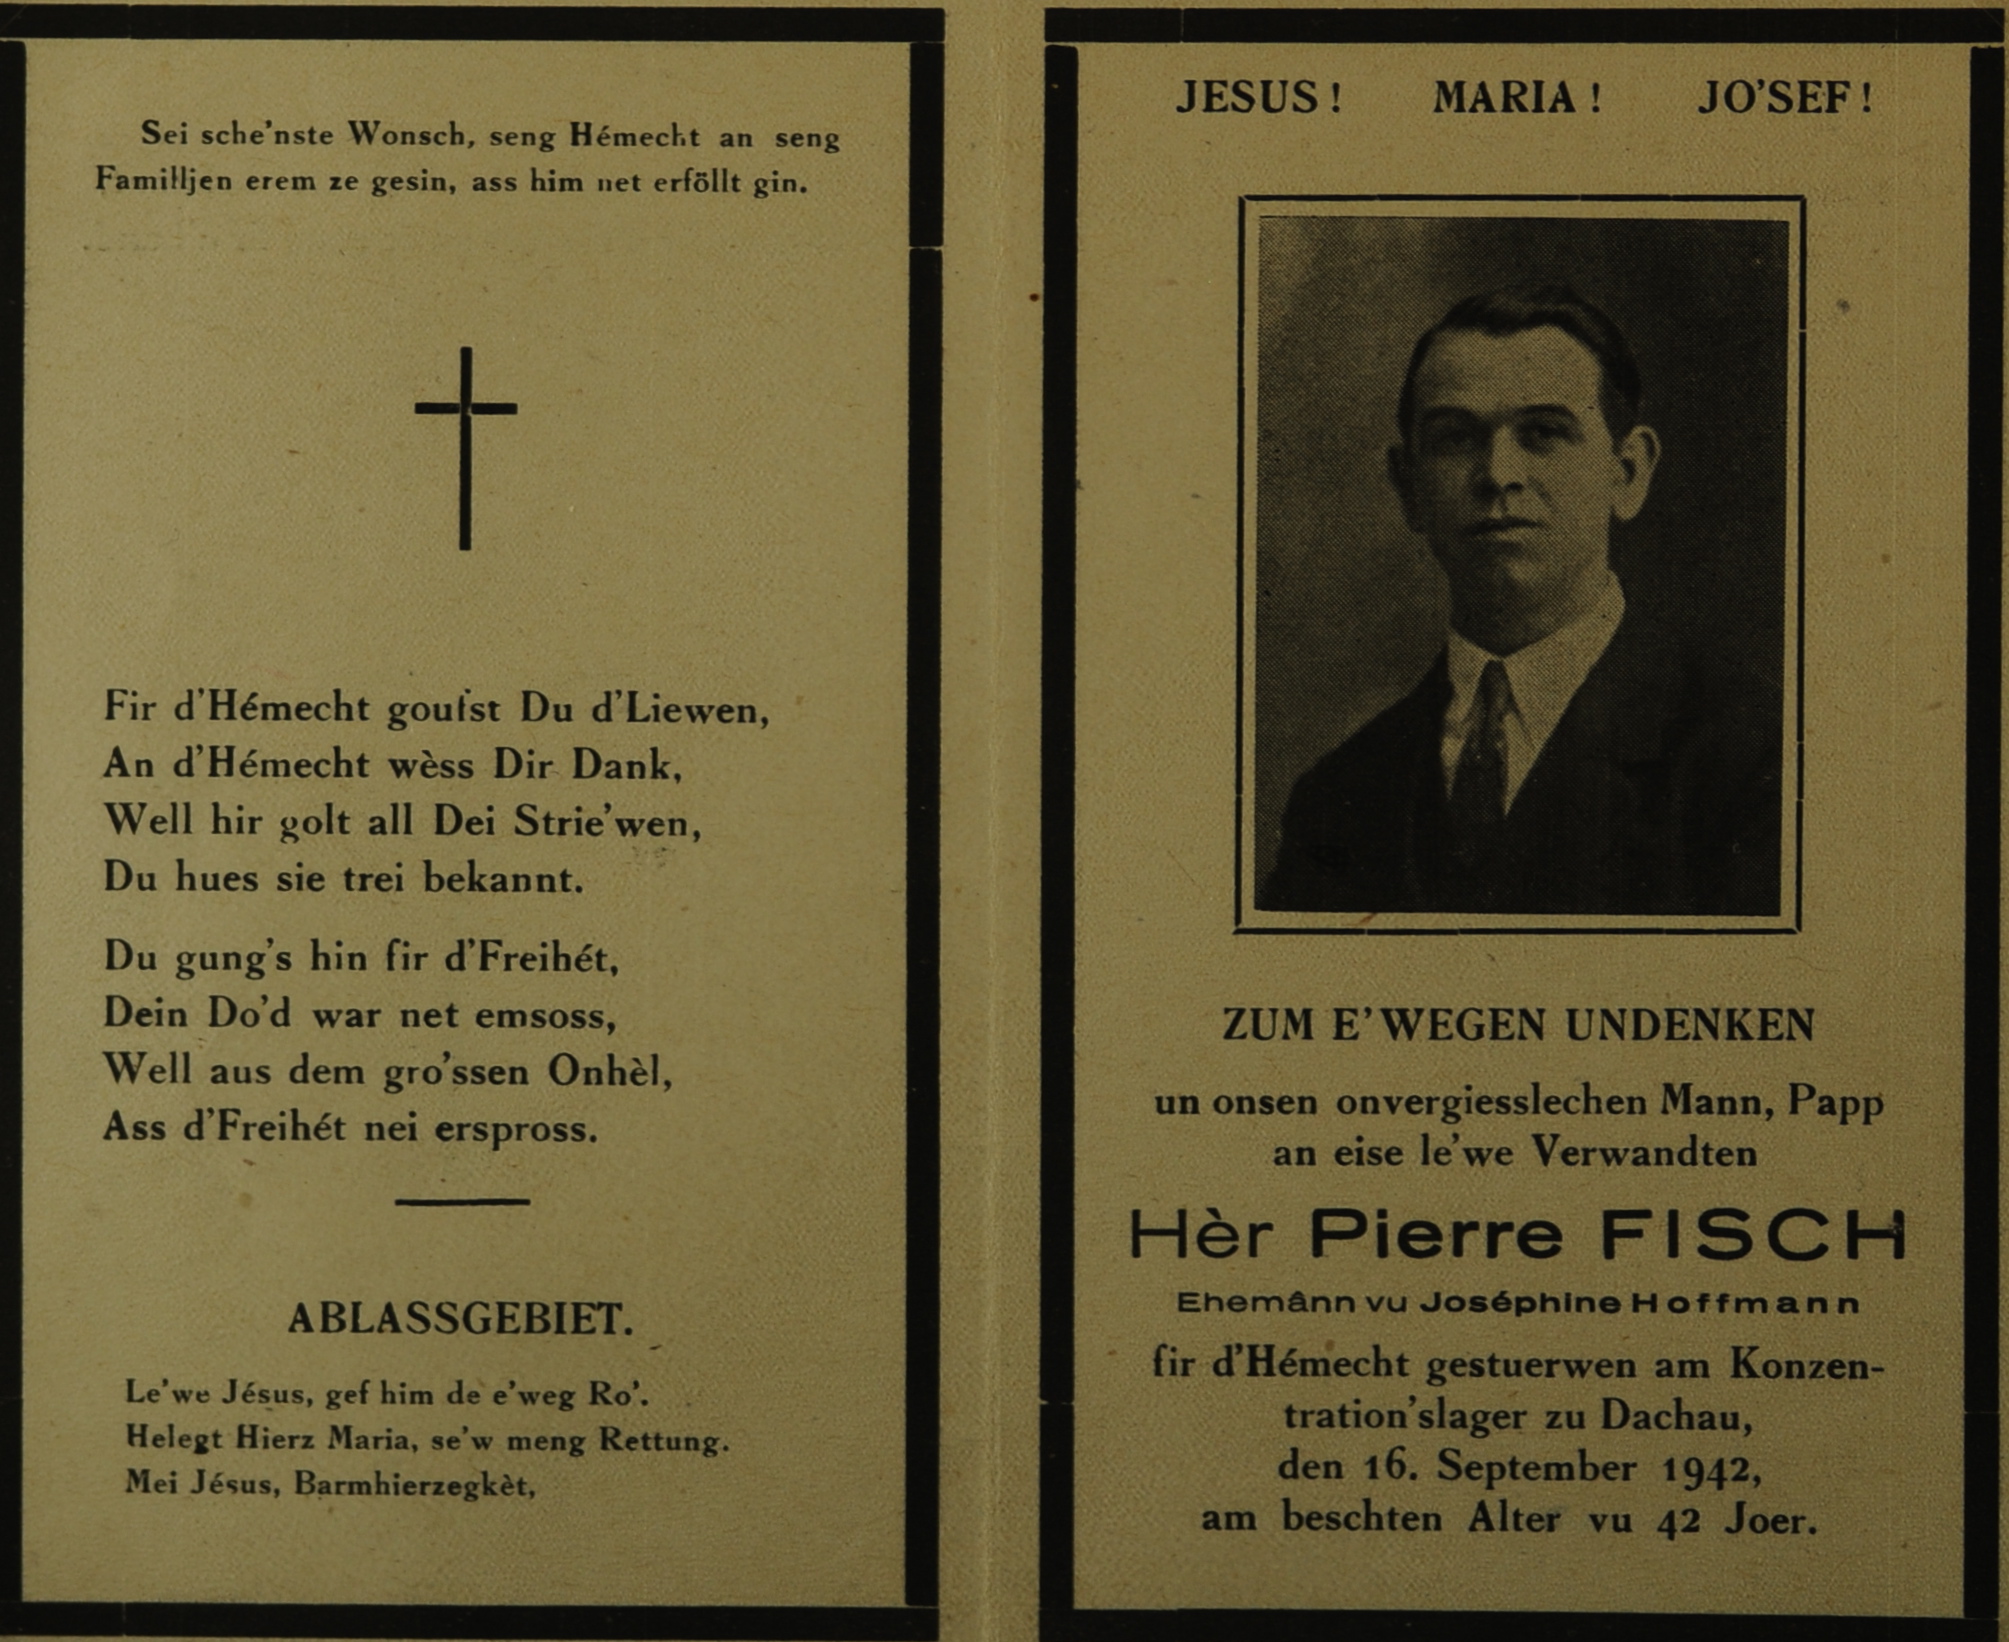 Sei sche'nste Wonsch, seng Hémecht an seng
Familljen erem ze gesin, ass him net erföllt gin.
Fir d'Hémecht goufst Du d'Liewen,
An d'Hémecht wèss Dir Dank,
Well hir golt all Dei Strie'wen,
Du hues sie trei bekannt.
Du gung's hin fir d'Freihét,
Dein Do'd war net emsoss,
Well aus dem gro'ssen Onhèl,
Ass d'Freihét nei erspross.
ABLASSGEBIET.
Le'we Jésus, gef him de e'weg Ro'.
Helegt Hierz Maria, se'w meng Rettung.
Mei Jésus, Barmhierzegkèt,
JESUS! MARIA! JO'SEF!
ZUM E'WEGEN UNDENKEN
un onsen onvergiesslechen Mann, Papp
an eise le'we Verwandten
Hèr Pierre FISCH
Ehemânn vu Joséphine Hoffmann
fir d'Hémecht gestuerwen am Konzen-
tration'slager zu Dachau,
den 16. September 1942,
am beschten Alter vu 42 Joer.